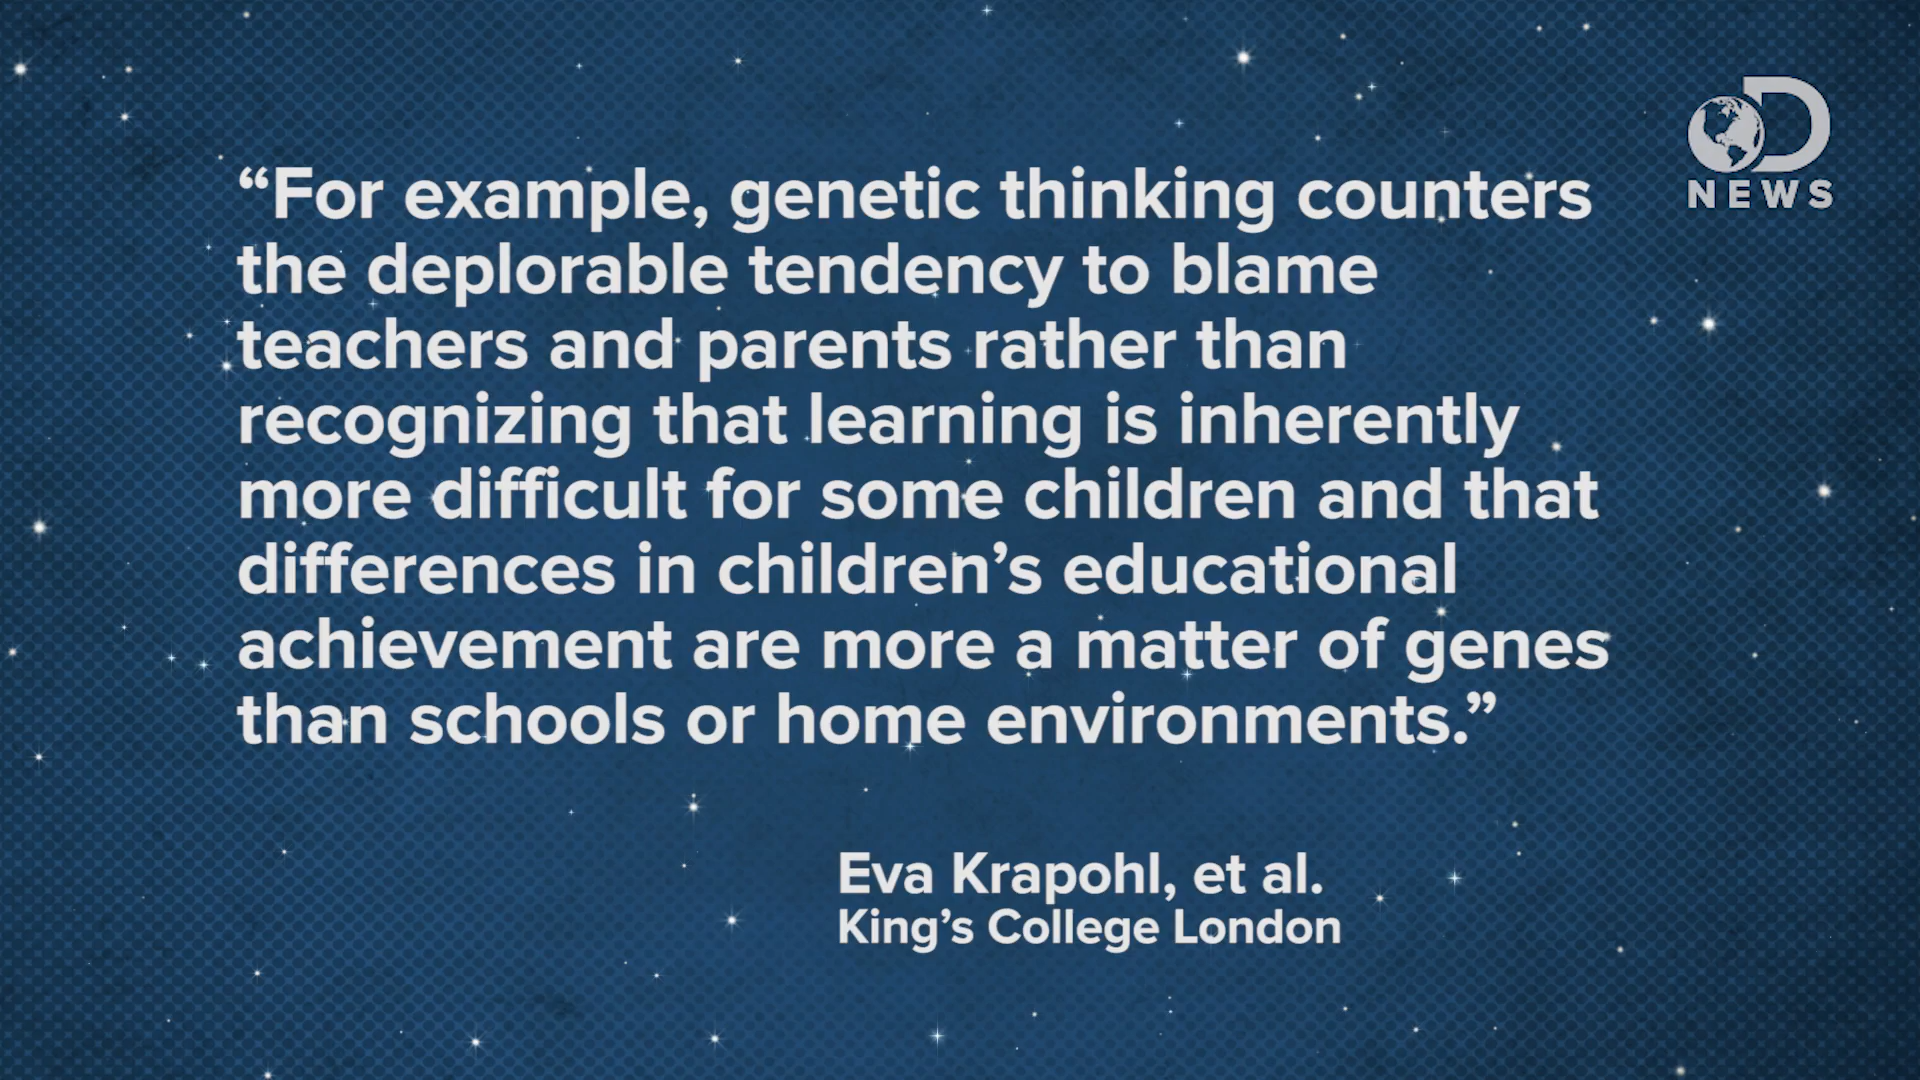 NEWS
“For example, genetic thinking counters
the deplorable tendency to blame
teachers and parents rather than
recognizing that learning is inherently
more difficult for some children and that
differences in children’s educational
achievement are more a matter of genes
than schools or home environments.”
Eva Krapohl, et al.
King’s College London